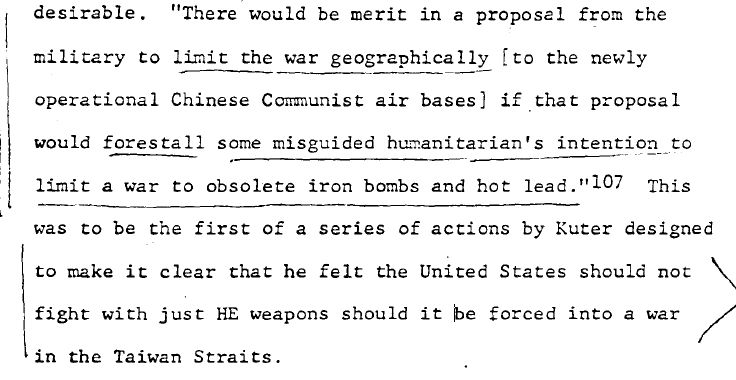 desirable. "There would be merit in a proposal from the
military to limit the war geographically [to the newly
operational Chinese Communist air bases] if that proposal
would forestall some misguided humanitarian's intention to
limit a war to obsolete iron bombs and hot lead."107 This
was to be the first of a series of actions by Kuter designed
to make it clear that he felt the United States should not
fight with just HE weapons should it be forced into a war
in the Taiwan Straits.